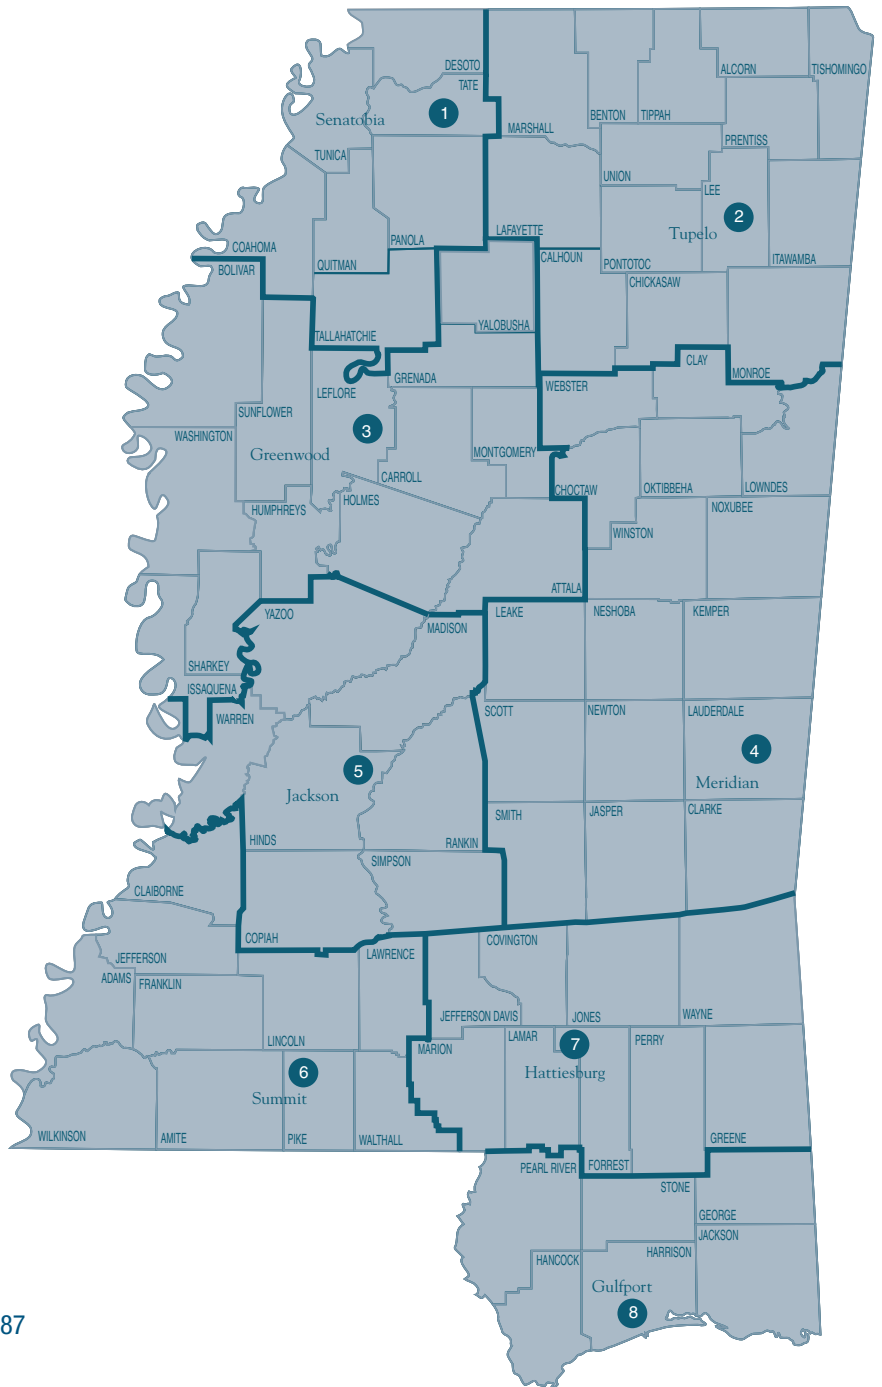 DESOTO
TATE
ALCORN
TISHOMINGO
Senatobia
1
MARSHALL
BENTON
TIPPAH
TUNICA
PRENTISS
UNION
LEE
2
Tupelo
COAHOMA
PANOLA
LAFAYETTE
BOLIVAR
QUITMAN
CALHOUN
PONTOTOC
ITAWAMBA
CHICKASAW
TALLAHATCHIE
YALOBUSHA
CLAY
MONROE
GRENADA
WEBSTER
LEFLORE
SUNFLOWER
3
WASHINGTON
Greenwood
MONTGOMERY
CARROLL
CHOCTAW
OKTIBBEHA
LOWNDES
HOLMES
HUMPHREYS
NOXUBEE
WINSTON
ATTALA
YAZOO
MADISON
LEAKE
NESHOBA
KEMPER
SHARKEY
ISSAQUENA
WARREN
SCOTT
NEWTON
LAUDERDALE
4
5
Meridian
Jackson
SMITH
JASPER
CLARKE
HINDS
RANKIN
SIMPSON
CLAIBORNE
COPIAH
COVINGTON
LAWRENCE
JEFFERSON
ADAMS
FRANKLIN
JEFFERSON DAVIS
JONES
WAYNE
LINCOLN
MARION
LAMAR
7
PERRY
6
Hattiesburg
Summit
WILKINSON
AMITE
PIKE
WALTHALL
GREENE
PEARL RIVER
FORREST
STONE
GEORGE
JACKSON
HANCOCK
HARRISON
Gulfport
8
87